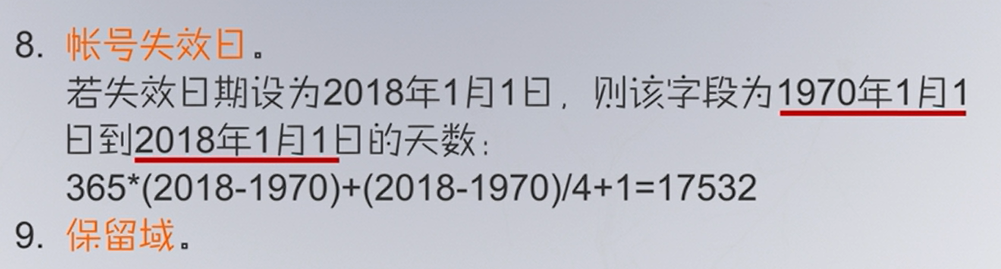 8. 帐号失效日。
若失效日期设为2018年1月1日，则该字段为1970年1月1
日到2018年1月1日的天数：
365*(2018-1970)+(2018-1970)/4+1=17532
9. 保留域。